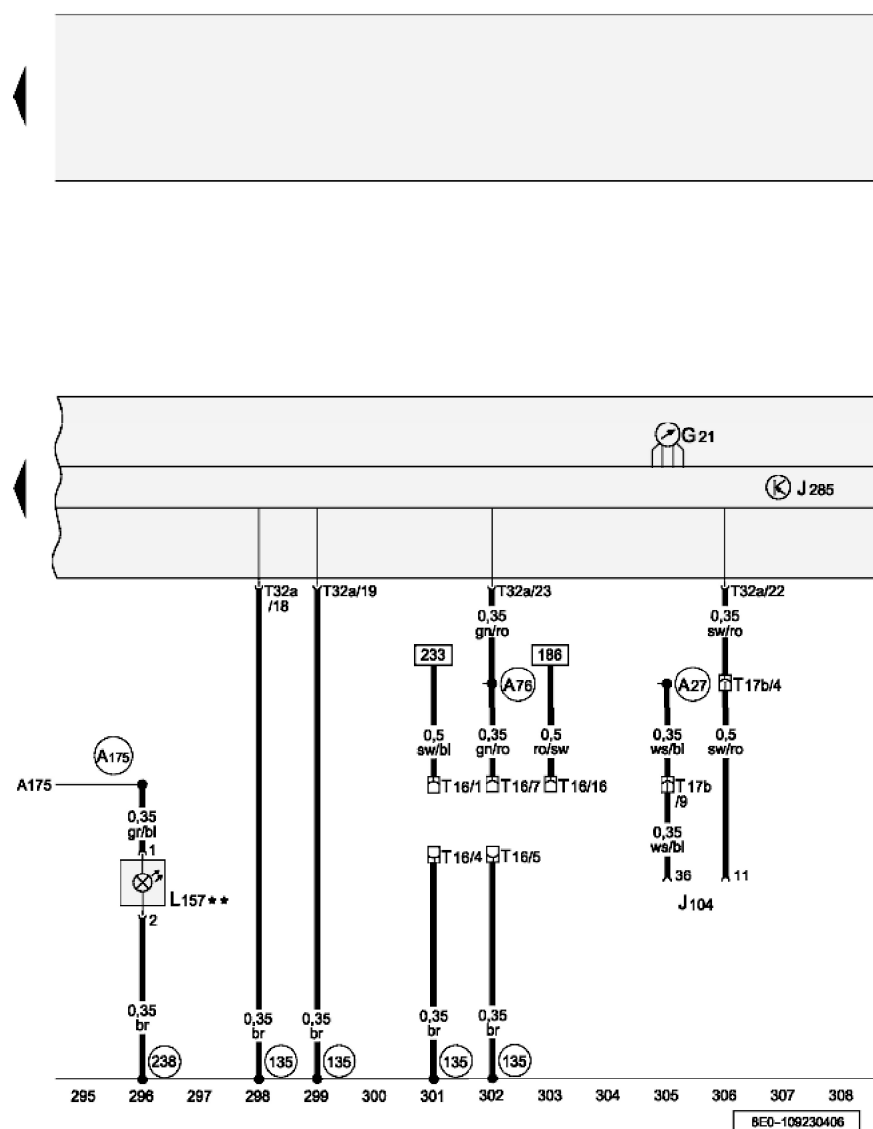 G21
J285
T32a
/18
T32a/19
T32a/23
T32a/22
0,35
gn/ro
0,35
sw/ro
233
186
A76
A27
T17b/4
A175
0,5
sw/bl
0,35
gn/ro
0,5
ro/sw
0,35
ws/bl
0,5
sw/ro
A175
T16/1
T16/7
T16/16
T17b
/9
0,35
gr/bl
0,35
ws/bl
1
T16/4
T16/5
36
11
L157**
J104
2
0,35
br
0,35
br
0,35
br
0,35
br
0,35
br
238
135
135
135
135
295 296 297 298 299 300 301 302 303 304 305 306 307 308
8E0-109230406